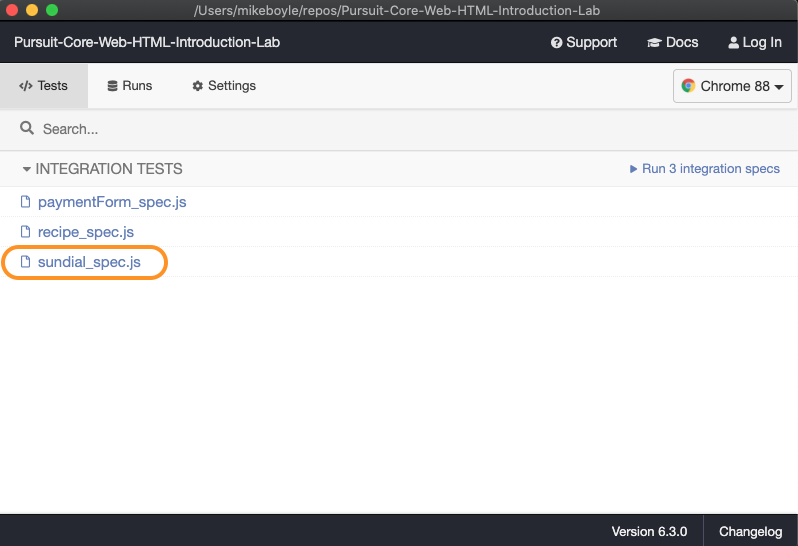 /Users/mikeboyle/repos/Pursuit-Core-Web-HTML-Introduction-Lab
Pursuit-Core-Web-HTML-Introduction-Lab Support Docs Log In
Tests Runs Settings Chrome 88
Search...
INTEGRATION TESTS Run 3 integration specs
paymentForm_spec.js
recipe_spec.js
sundial_spec.js
Version 6.3.0 Changelog